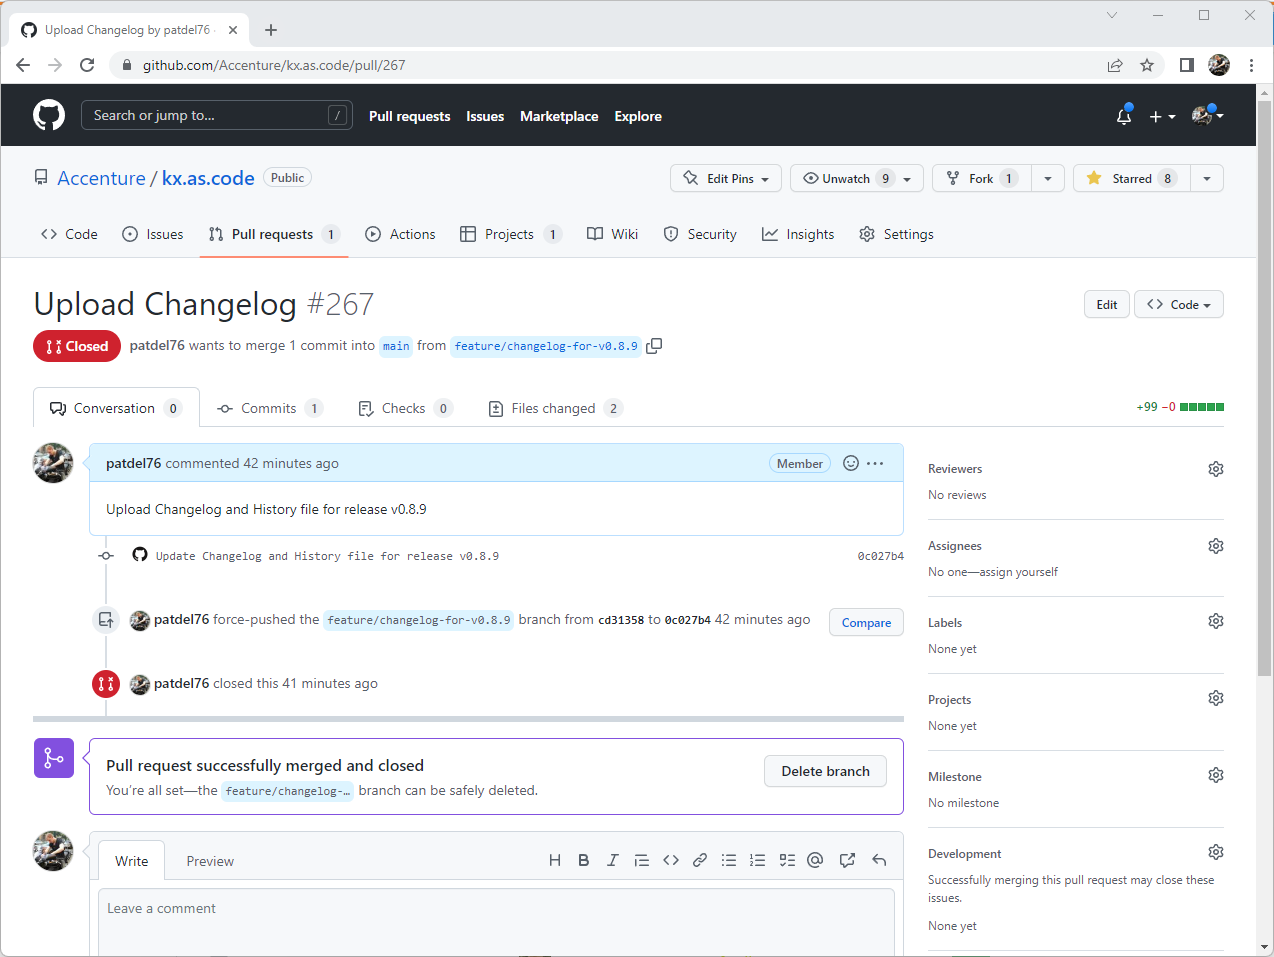 Upload Changelog by patdel76 ·
github.com/Accenture/kx.as.code/pull/267
Search or jump to... / Pull requests Issues Marketplace Explore
Accenture / kx.as.code Public Edit Pins Unwatch 9 Fork 1 Starred 8
Code Issues Pull requests 1 Actions Projects 1 Wiki Security Insights Settings
Upload Changelog #267 Edit Code
Closed patdel76 wants to merge 1 commit into main from feature/changelog-for-v0.8.9
Conversation 0 Commits 1 Checks 0 Files changed 2 +99 −0
patdel76 commented 42 minutes ago Member
Upload Changelog and History file for release v0.8.9
Update Changelog and History file for release v0.8.9 0c027b4
patdel76 force-pushed the feature/changelog-for-v0.8.9 branch from cd31358 to 0c027b4 42 minutes ago Compare
patdel76 closed this 41 minutes ago
Pull request successfully merged and closed
You're all set—the feature/changelog-… branch can be safely deleted.
Delete branch
Write Preview
Leave a comment
Reviewers
No reviews
Assignees
No one—assign yourself
Labels
None yet
Projects
None yet
Milestone
No milestone
Development
Successfully merging this pull request may close these
issues.
None yet